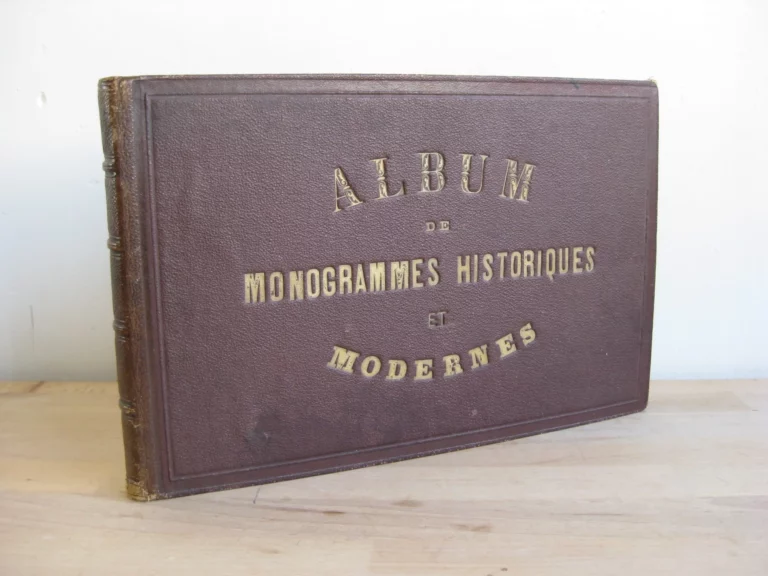 ALBUM
DE
MONOGRAMMES HISTORIQUES
ET
MODERNES